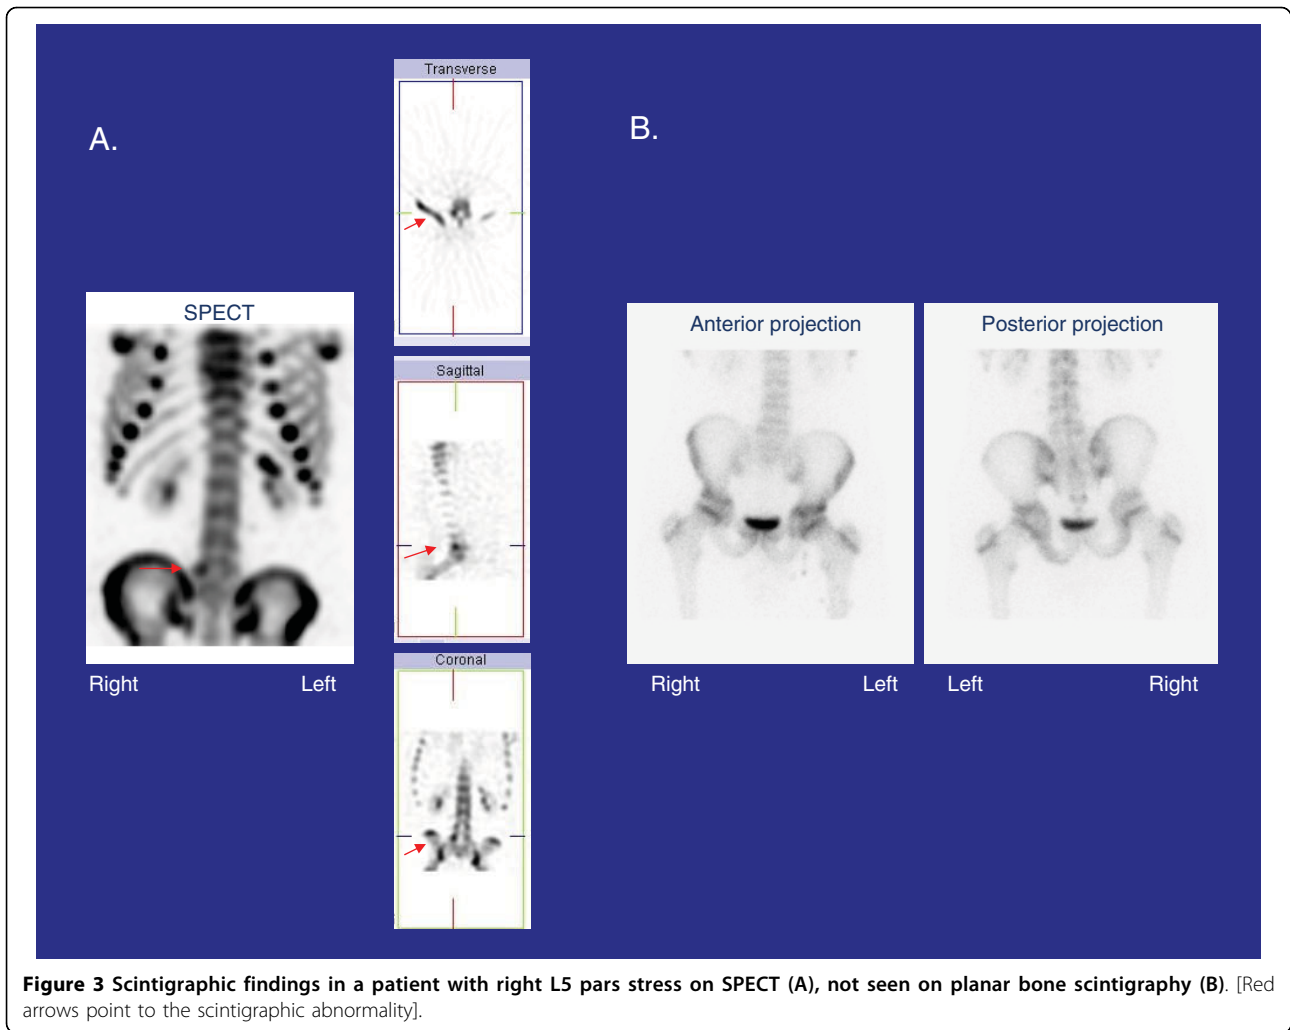 A.
B.
Transverse
SPECT
Sagittal
Coronal
Anterior projection
Posterior projection
Right
Left
Right
Left
Left
Right
Figure 3 Scintigraphic findings in a patient with right L5 pars stress on SPECT (A), not seen on planar bone scintigraphy (B). [Red
arrows point to the scintigraphic abnormality].